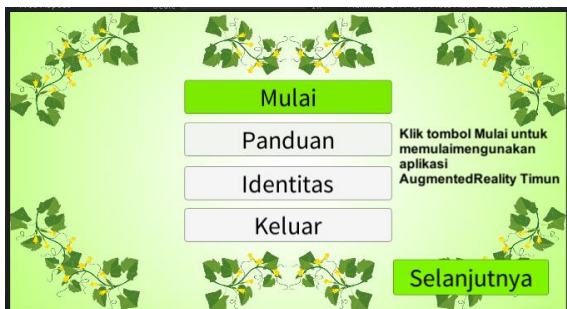 Mulai
Panduan
Identitas
Keluar
Klik tombol Mulai untuk
memulaimengunakan
aplikasi
AugmentedReality Timun
Selanjutnya